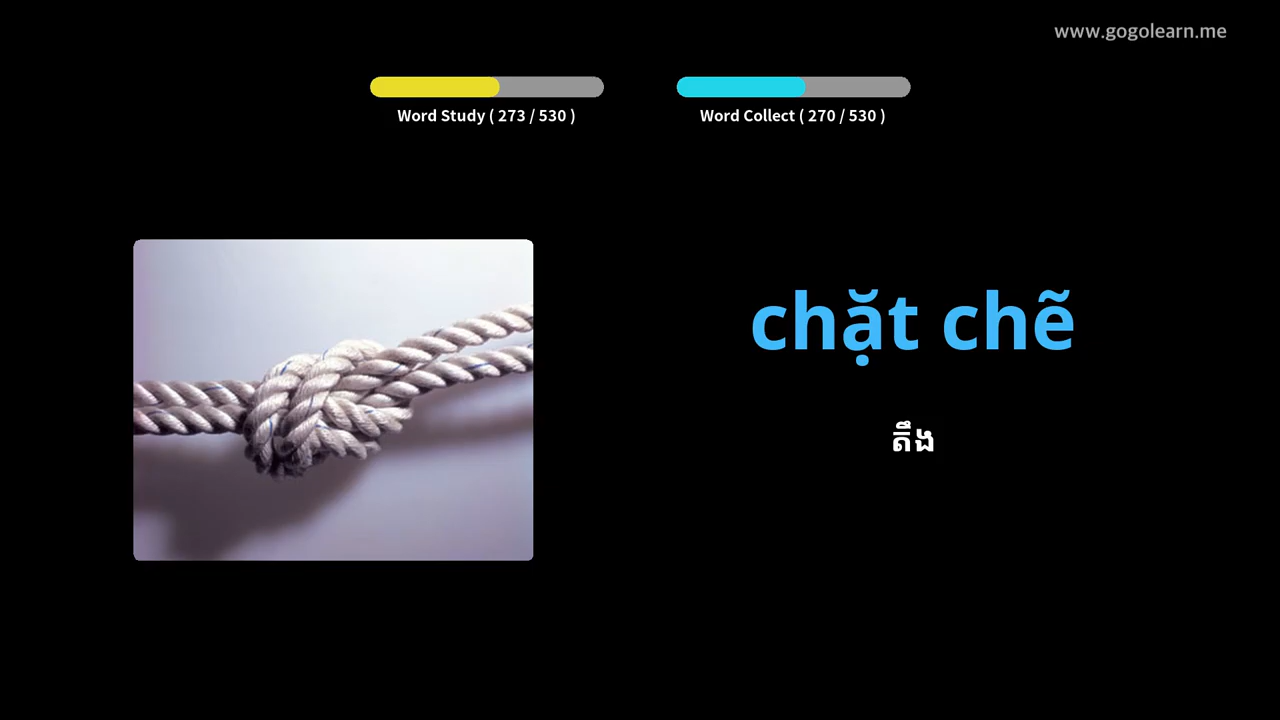 www.gogolearn.me
Word Study ( 273 / 530 )
Word Collect ( 270 / 530 )
chặt chẽ
តឹង